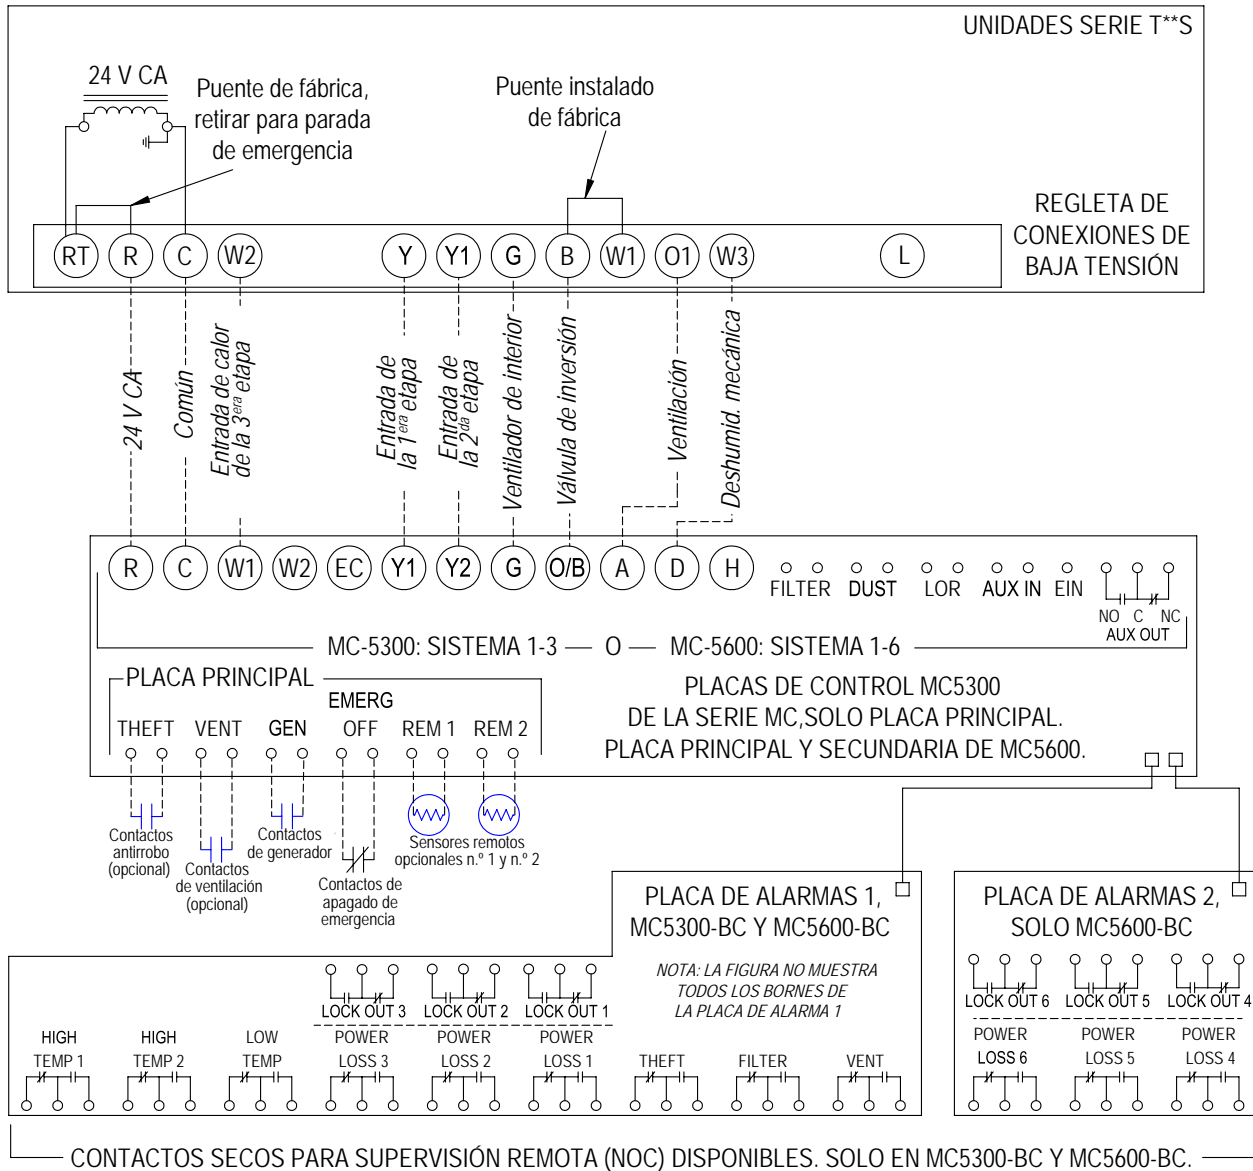 UNIDADES SERIE T**S
24 V CA
Puente de fábrica,
retirar para parada
de emergencia
Puente instalado
de fábrica
REGLETA DE
CONEXIONES DE
BAJA TENSIÓN
RT R C W2 Y Y1 G B W1 O1 W3 L
24 V CA
Común
Entrada de calor
de la 3era etapa
Entrada de
la 1era etapa
Entrada de
la 2da etapa
Ventilador de interior
Válvula de inversión
Ventilación
Deshumid. mecánica
R C W1 W2 EC Y1 Y2 G O/B A D H
FILTER DUST LOR AUX IN EIN
NO C NC
AUX OUT
MC-5300: SISTEMA 1-3 O MC-5600: SISTEMA 1-6
PLACA PRINCIPAL
PLACAS DE CONTROL MC5300
DE LA SERIE MC,SOLO PLACA PRINCIPAL.
PLACA PRINCIPAL Y SECUNDARIA DE MC5600.
EMERG
THEFT VENT GEN OFF REM 1 REM 2
Contactos
antirrobo
(opcional)
Contactos
de ventilación
(opcional)
Contactos
de generador
Contactos de
apagado de
emergencia
Sensores remotos
opcionales n.º 1 y n.º 2
PLACA DE ALARMAS 1,
MC5300-BC Y MC5600-BC
NOTA: LA FIGURA NO MUESTRA
TODOS LOS BORNES DE
LA PLACA DE ALARMA 1
LOCK OUT 3 LOCK OUT 2 LOCK OUT 1
HIGH HIGH LOW POWER POWER POWER
TEMP 1 TEMP 2 TEMP LOSS 3 LOSS 2 LOSS 1 THEFT FILTER VENT
PLACA DE ALARMAS 2,
SOLO MC5600-BC
LOCK OUT 6 LOCK OUT 5 LOCK OUT 4
POWER POWER POWER
LOSS 6 LOSS 5 LOSS 4
CONTACTOS SECOS PARA SUPERVISIÓN REMOTA (NOC) DISPONIBLES. SOLO EN MC5300-BC Y MC5600-BC.